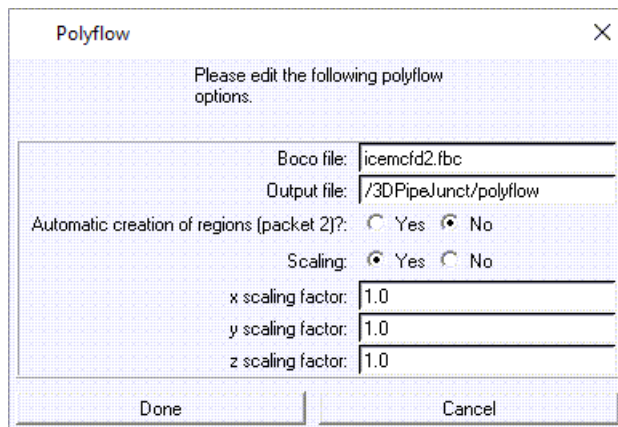 Polyflow
Please edit the following polyflow
options.
Boco file: icemcfd2.fbc
Output file: /3DPipeJunct/polyflow
Automatic creation of regions (packet 2)?: Yes No
Scaling: Yes No
x scaling factor: 1.0
y scaling factor: 1.0
z scaling factor: 1.0
Done Cancel